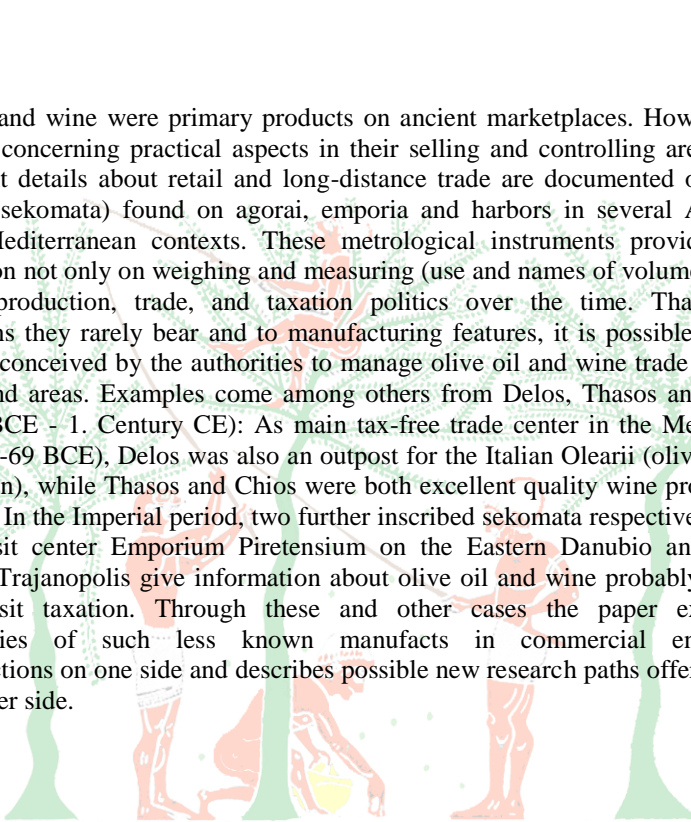 and wine were primary products on ancient marketplaces. How
concerning practical aspects in their selling and controlling are
t details about retail and long-distance trade are documented o
sekomata) found on agorai, emporia and harbors in several A
Mediterranean contexts. These metrological instruments provid
on not only on weighing and measuring (use and names of volume
production, trade, and taxation politics over the time. Tha
ns they rarely bear and to manufacturing features, it is possible
conceived by the authorities to manage olive oil and wine trade
nd areas. Examples come among others from Delos, Thasos an
BCE - 1. Century CE): As main tax-free trade center in the Me
-69 BCE), Delos was also an outpost for the Italian Olearii (oliv
n), while Thasos and Chios were both excellent quality wine pro
In the Imperial period, two further inscribed sekomata respective
sit center Emporium Piretensium on the Eastern Danubio an
Trajanopolis give information about olive oil and wine probably
sit taxation. Through these and other cases the paper ex
ies of such less known manufacts in commercial en
ctions on one side and describes possible new research paths offer
er side.